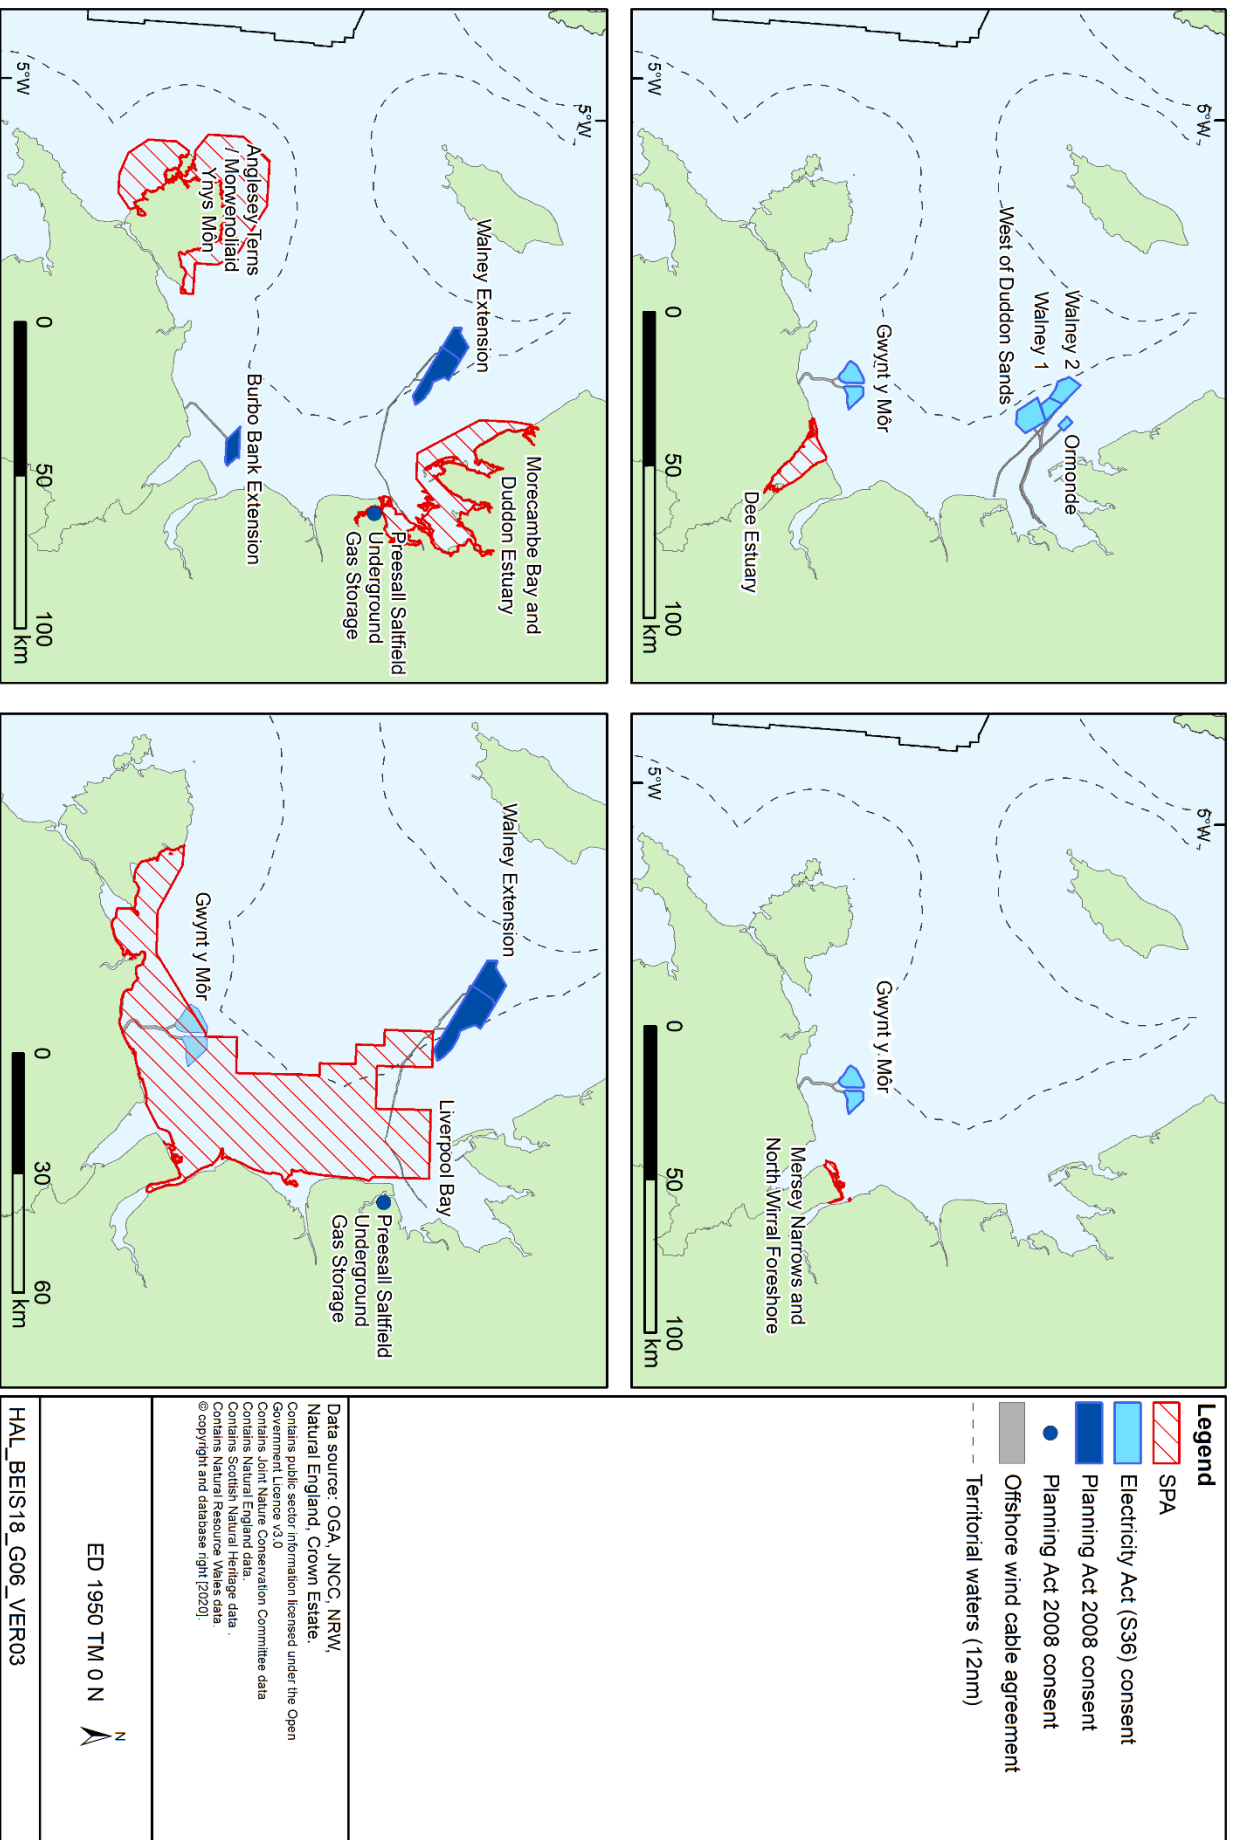 5°W
Walney 2
Walney 1
Ormonde
West of Duddon Sands
Gwynt y Môr
Dee Estuary
5°W
0 50 100
km
5°W
Gwynt y Môr
Mersey Narrows and
North Wirral Foreshore
5°W
0 50 100
km
5°W
Morecambe Bay and
Duddon Estuary
Walney Extension
Preesall Saltfield
Underground
Gas Storage
Anglesey Terns
/ Morwenoliaid
Ynys Môn
Burbo Bank Extension
5°W
0 50 100
km
Walney Extension
Liverpool Bay
Preesall Saltfield
Underground
Gas Storage
Gwynt y Môr
0 30 60
km
Legend
SPA
Electricity Act (S36) consent
Planning Act 2008 consent
Planning Act 2008 consent
Offshore wind cable agreement
Territorial waters (12nm)
Data source: OGA, JNCC, NRW,
Natural England, Crown Estate.
Contains public sector information licensed under the Open
Government Licence v3.0
Contains Joint Nature Conservation Committee data
Contains Natural England data.
Contains Scottish Natural Heritage data .
Contains Natural Resource Wales data.
© copyright and database right [2020].
N
ED 1950 TM 0 N
HAL_BEIS18_G06_VER03